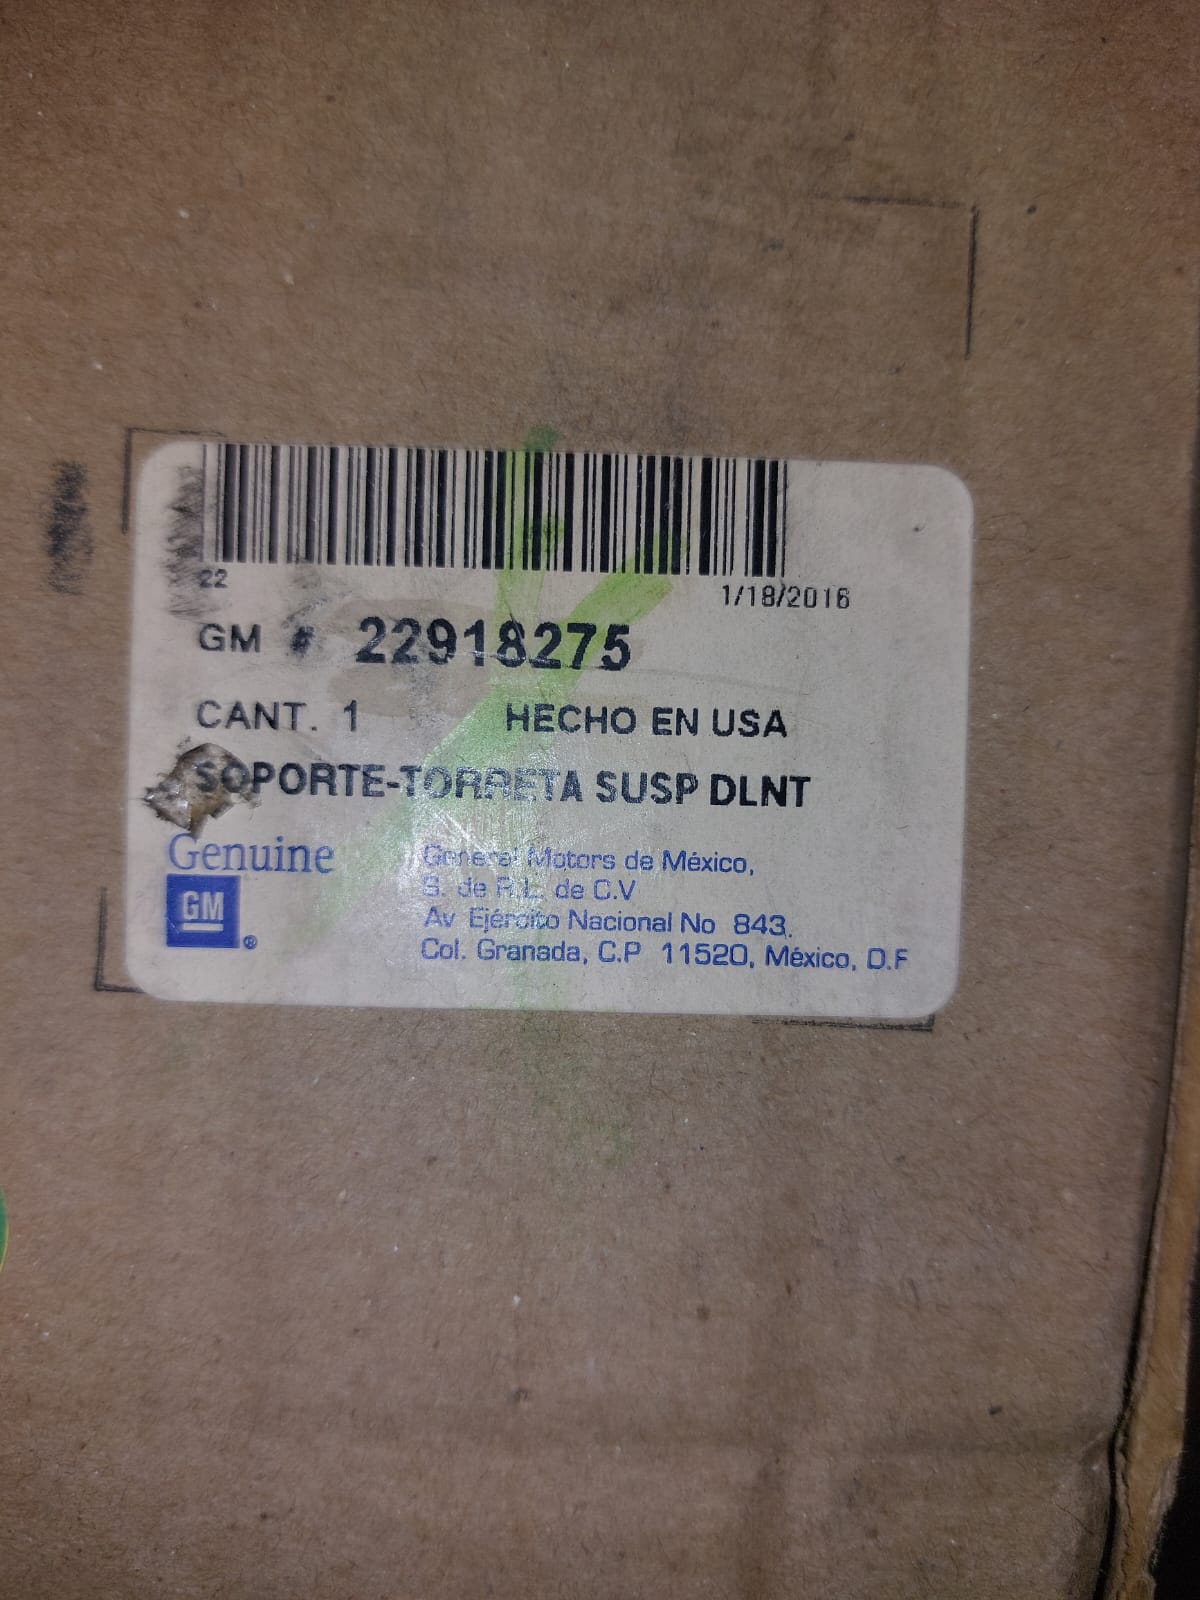 22
1/18/2016
GM # 22918275
CANT. 1 HECHO EN USA
SOPORTE-TORRETA SUSP DLNT
Genuine
GM ®
General Motors de México,
S. de R.L. de C.V
Av Ejército Nacional No 843,
Col. Granada, C.P 11520, México, D.F